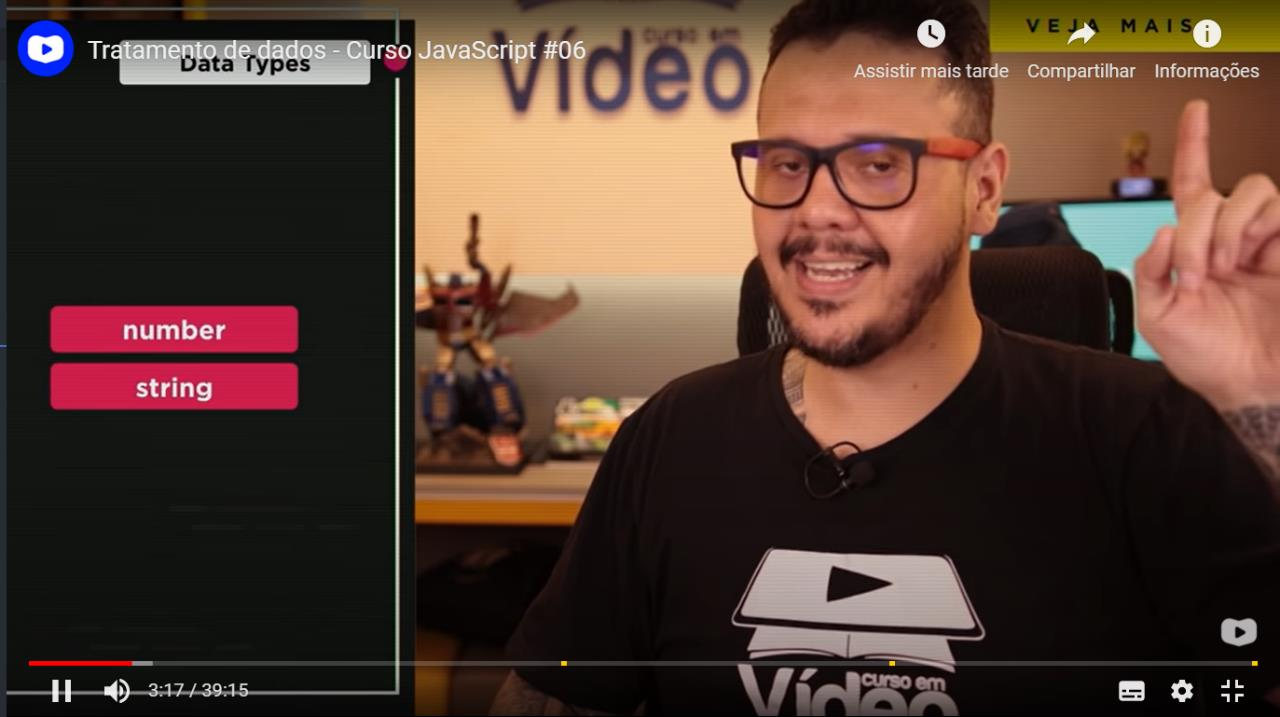 Tratamento de dados - Curso JavaScript #06
Data Types
number
string
curso em
Vídeo
VEJA MAIS
Assistir mais tarde
Compartilhar
Informações
curso em
Vídeo
3:17 / 39:15